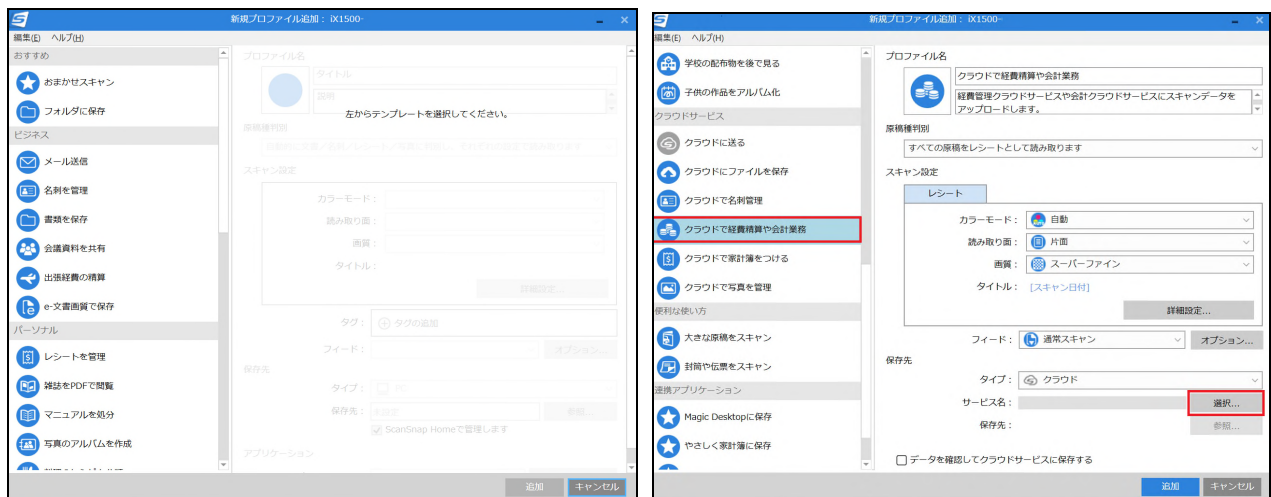 新規プロファイル追加： iX1500-
編集(E) ヘルプ(H)
おすすめ
おまかせスキャン
フォルダに保存
ビジネス
メール送信
名刺を管理
書類を保存
会議資料を共有
出張経費の精算
e-文書画質で保存
パーソナル
レシートを管理
雑誌をPDFで閲覧
マニュアルを処分
写真のアルバムを作成
プロファイル名
タイトル
説明
左からテンプレートを選択してください。
原稿種判別
スキャン設定
カラーモード：
読み取り面：
画質：
タイトル：
詳細設定...
タグ：
タグの追加
フィード：
オプション...
保存先
タイプ：
PC
保存先：
未設定
参照...
ScanSnap Homeで管理します
アプリケーション
追加
キャンセル
新規プロファイル追加： iX1500-
編集(E) ヘルプ(H)
学校の配布物を後で見る
子供の作品をアルバム化
クラウドサービス
クラウドに送る
クラウドにファイルを保存
クラウドで名刺管理
クラウドで経費精算や会計業務
クラウドで家計簿をつける
クラウドで写真を管理
便利な使い方
大きな原稿をスキャン
封筒や伝票をスキャン
連携アプリケーション
Magic Desktopに保存
やさしく家計簿に保存
プロファイル名
クラウドで経費精算や会計業務
経費管理クラウドサービスや会計クラウドサービスにスキャンデータを
アップロードします。
原稿種判別
すべての原稿をレシートとして読み取ります
スキャン設定
レシート
カラーモード： 自動
読み取り面： 片面
画質： スーパーファイン
タイトル： [スキャン日付]
詳細設定...
フィード： 通常スキャン オプション...
保存先
タイプ： クラウド
サービス名： 選択...
保存先： 参照...
データを確認してクラウドサービスに保存する
追加 キャンセル